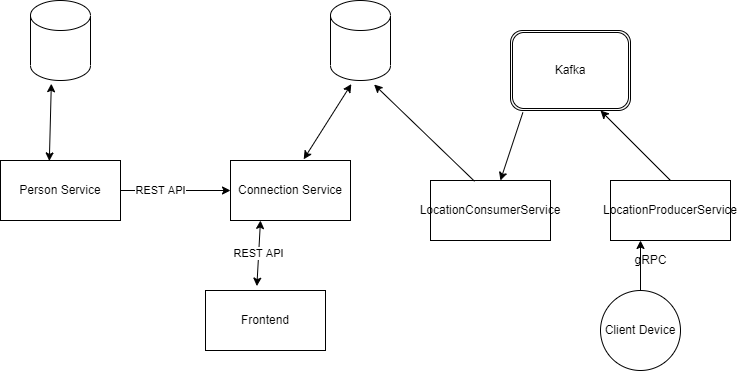 Kafka
Person Service
REST API
Connection Service
LocationConsumerService
LocationProducerService
REST API
gRPC
Frontend
Client Device